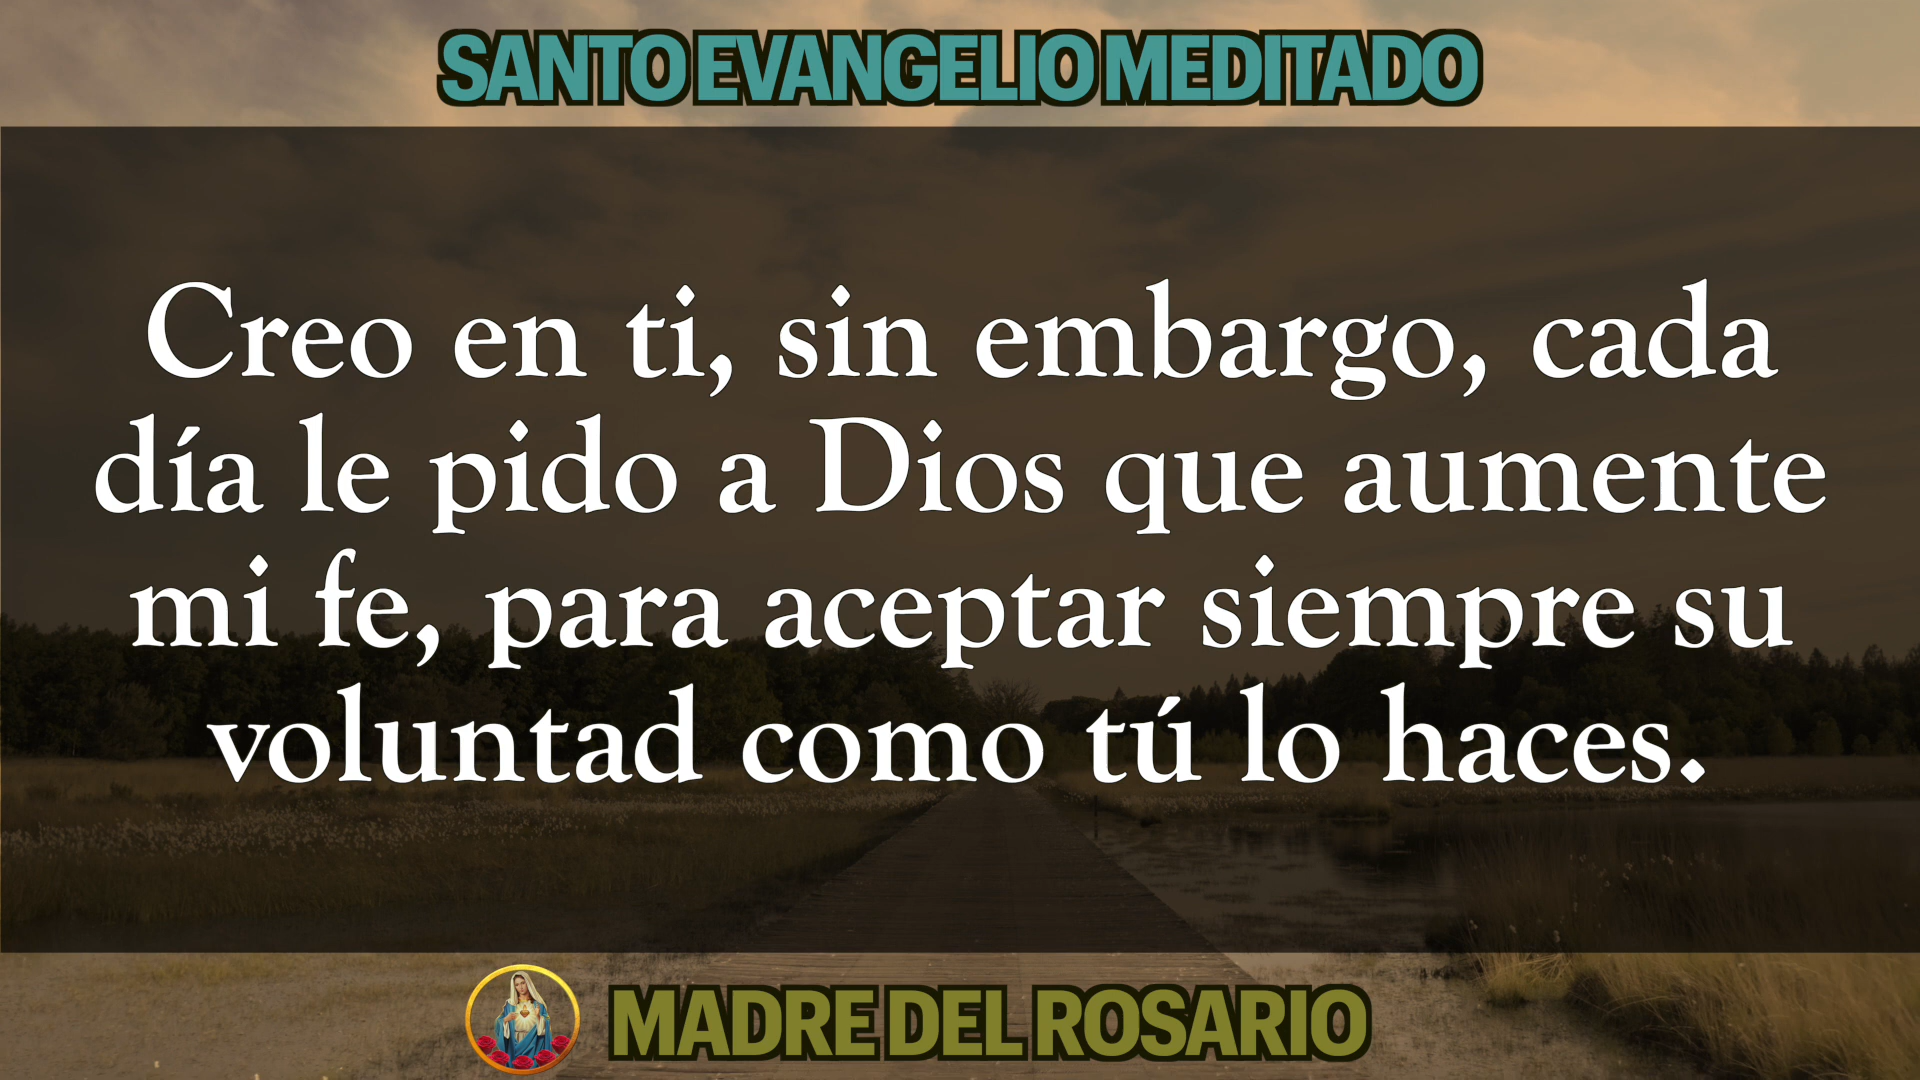 SANTO EVANGELIO MEDITADO
Creo en ti, sin embargo, cada
día le pido a Dios que aumente
mi fe, para aceptar siempre su
voluntad como tú lo haces.
MADRE DEL ROSARIO